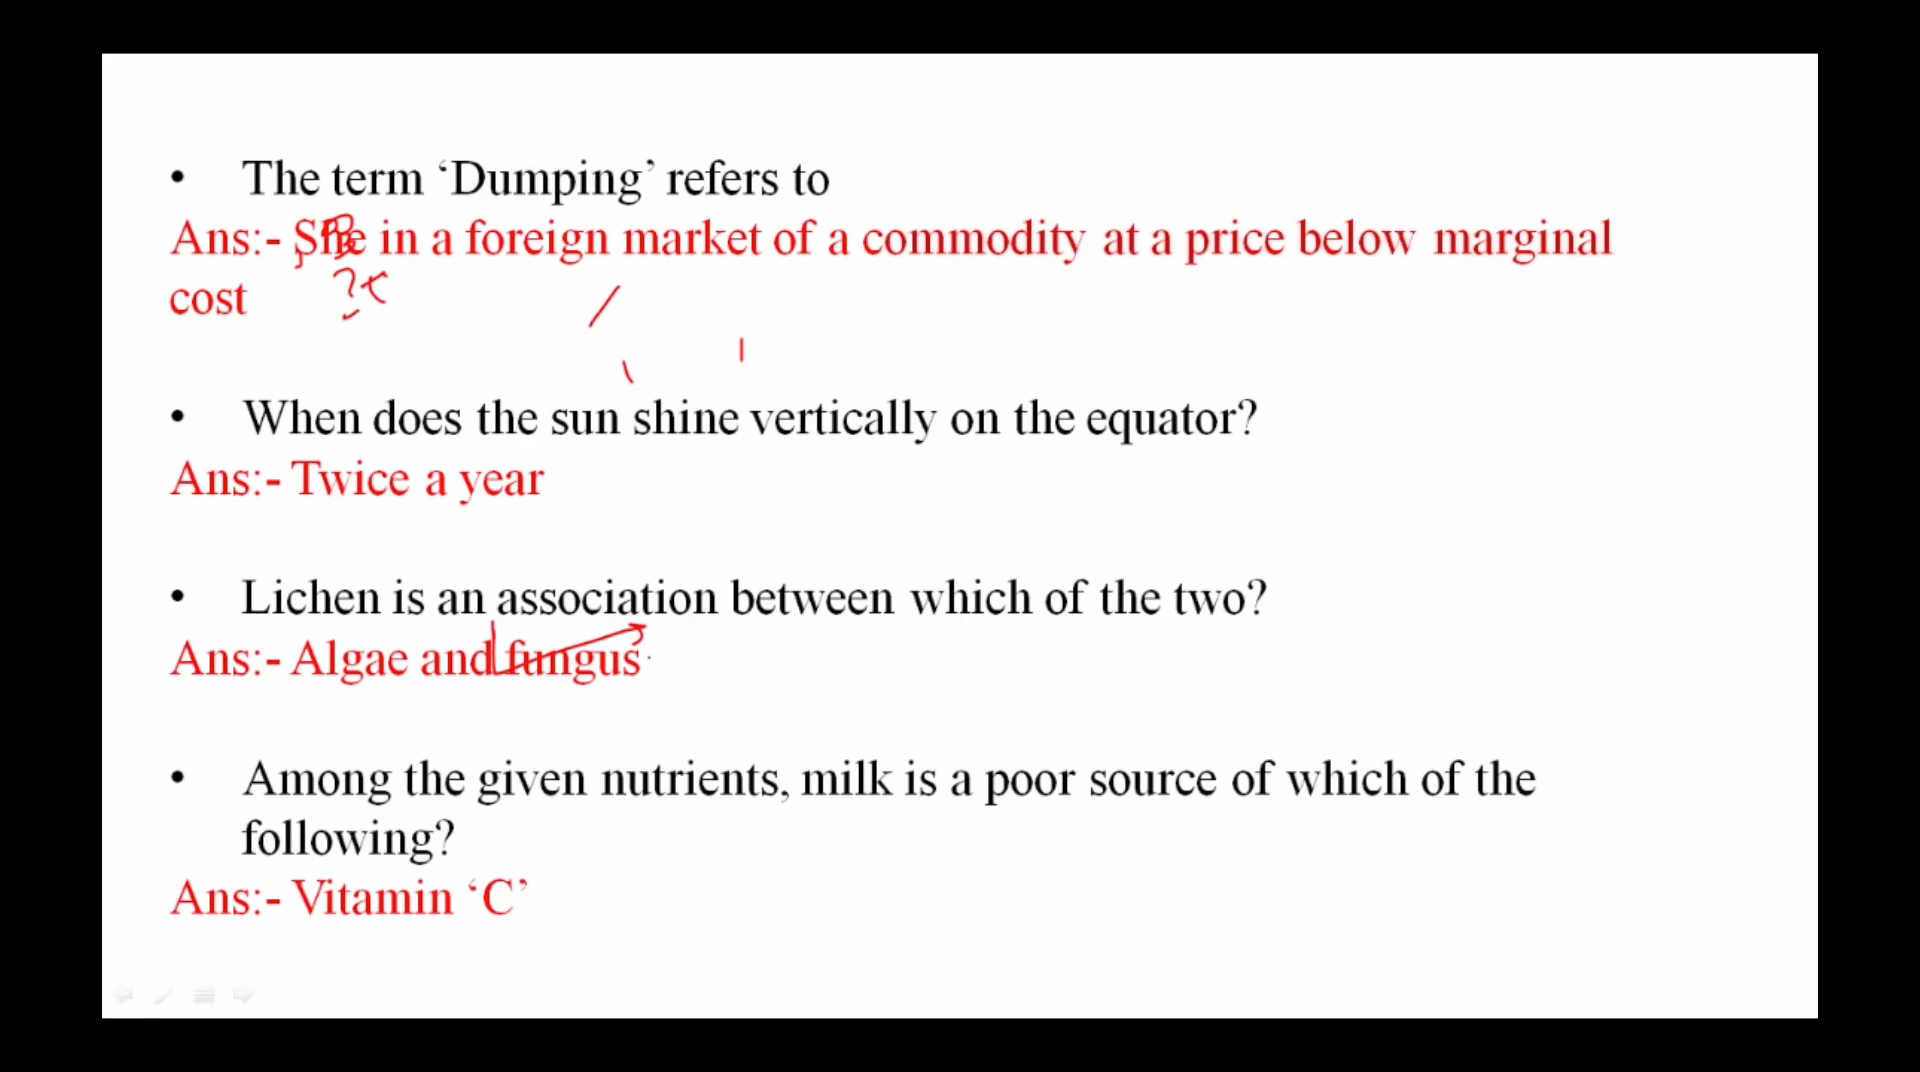 • The term ‘Dumping’ refers to
Ans:- in a foreign market of a commodity at a price below marginal
cost
• When does the sun shine vertically on the equator?
Ans:- Twice a year
• Lichen is an association between which of the two?
Ans:- Algae and fungus
• Among the given nutrients, milk is a poor source of which of the
following?
Ans:- Vitamin ‘C’